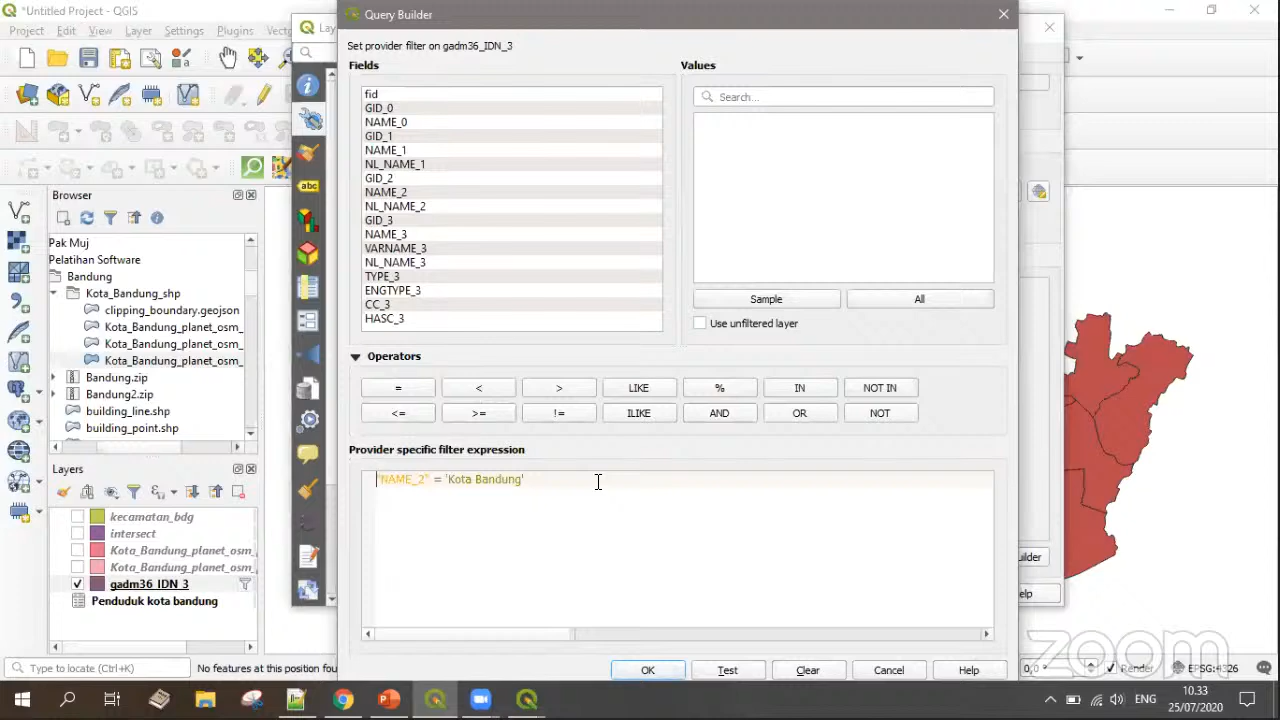 *Untitled Project — QGIS
Project Edit View Layer Settings Plugins
Query Builder
Set provider filter on gadm36_IDN_3
Fields
fid
GID_0
NAME_0
GID_1
NAME_1
NL_NAME_1
GID_2
NAME_2
NL_NAME_2
GID_3
NAME_3
VARNAME_3
NL_NAME_3
TYPE_3
ENGTYPE_3
CC_3
HASC_3
Values
Search...
Sample All
Use unfiltered layer
Operators
= < > LIKE % IN NOT IN
<= >= != ILIKE AND OR NOT
Provider specific filter expression
"NAME_2" = 'Kota Bandung'
OK Test Clear Cancel Help
abc
Browser
Pak Muj
Pelatihan Software
Bandung
Kota_Bandung_shp
clipping_boundary.geojson
Kota_Bandung_planet_osm_
Kota_Bandung_planet_osm_
Kota_Bandung_planet_osm_
Bandung.zip
Bandung2.zip
building_line.shp
building_point.shp
Layers
kecamatan_bdg
intersect
Kota_Bandung_planet_osm_
Kota_Bandung_planet_osm_
gadm36_IDN_3
Penduduk kota bandung
Type to locate (Ctrl+K)
No features at this position fou
Render
EPSG:4326
zoom
ENG
10.33
25/07/2020